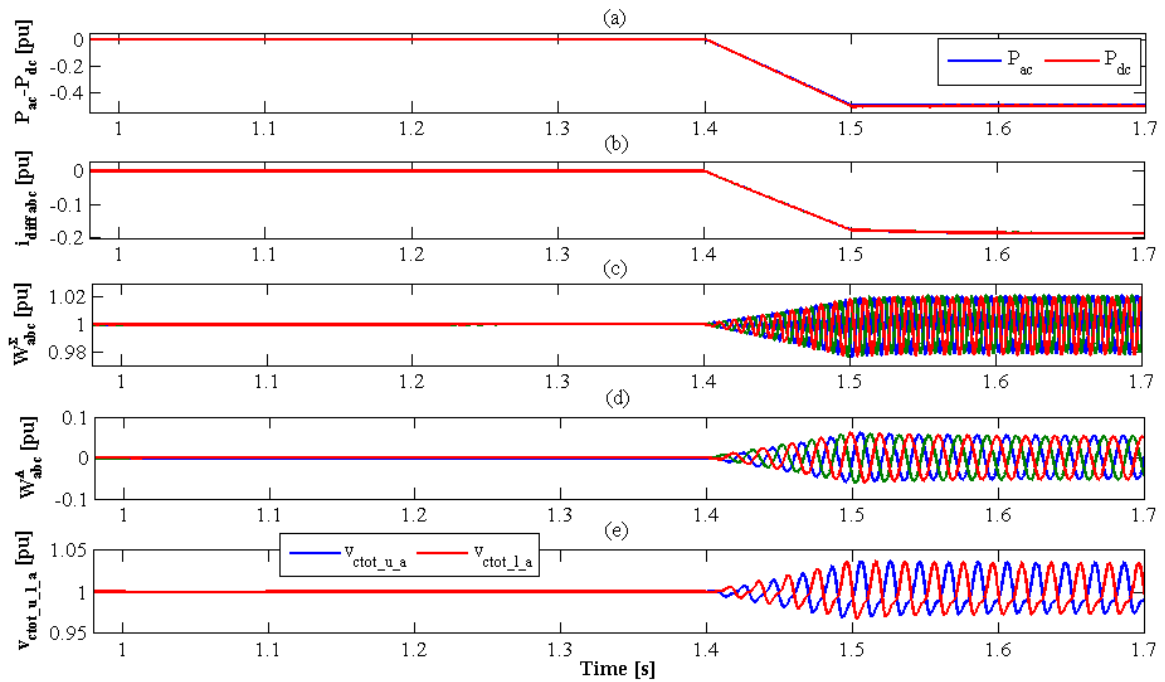 (a)
P_ac-P_dc [pu]
0
-0.2
-0.4
P_ac P_dc
1 1.1 1.2 1.3 1.4 1.5 1.6 1.7
(b)
i_diff abc [pu]
0
-0.1
-0.2
1 1.1 1.2 1.3 1.4 1.5 1.6 1.7
(c)
W^Σ_abc [pu]
1.02
1
0.98
1 1.1 1.2 1.3 1.4 1.5 1.6 1.7
(d)
W^Δ_abc [pu]
0.1
0
-0.1
1 1.1 1.2 1.3 1.4 1.5 1.6 1.7
(e)
v_ctot_u_l_a [pu]
1.05
1
0.95
v_ctot_u_a v_ctot_l_a
1 1.1 1.2 1.3 1.4 1.5 1.6 1.7
Time [s]